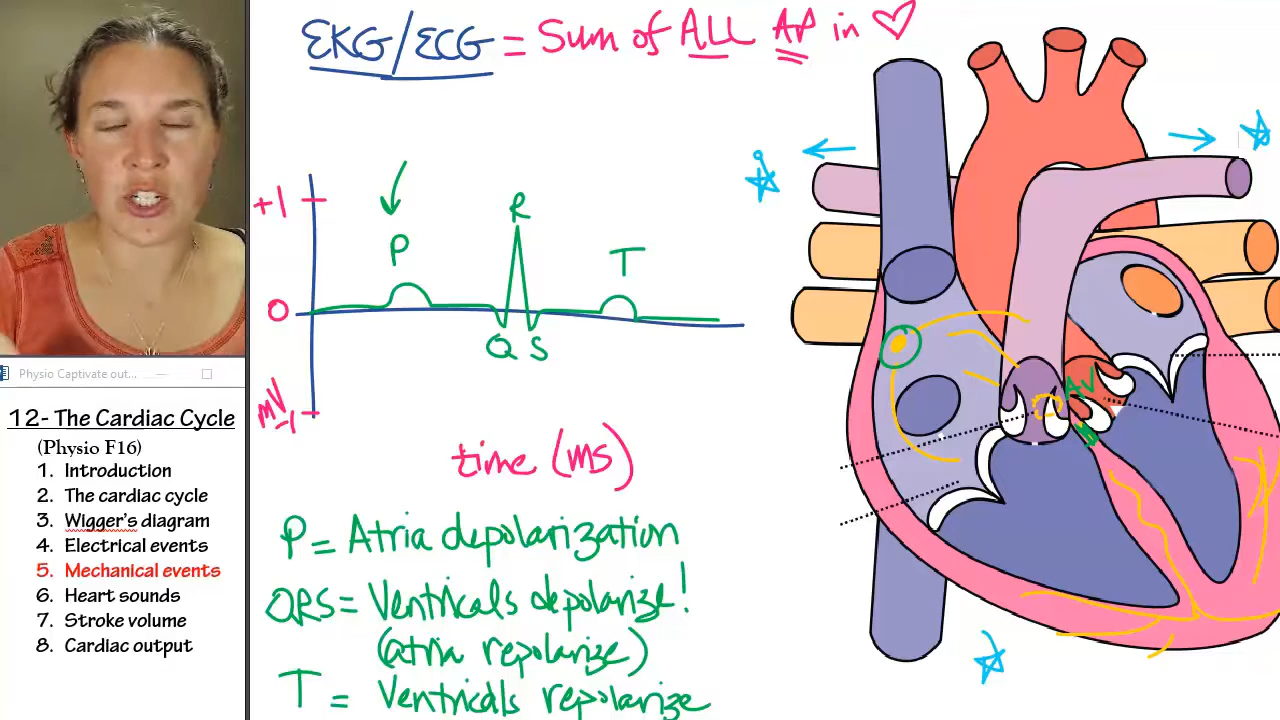 EKG/ECG = Sum of ALL AP in
+1
P
R
T
0
Q S
mV
-1
AV
time (ms)
P = Atria depolarization
QRS = Ventricals depolarize!
(atria repolarize)
T = Ventricals repolarize
Physio Captivate out...
12- The Cardiac Cycle
(Physio F16)
1. Introduction
2. The cardiac cycle
3. Wigger's diagram
4. Electrical events
5. Mechanical events
6. Heart sounds
7. Stroke volume
8. Cardiac output